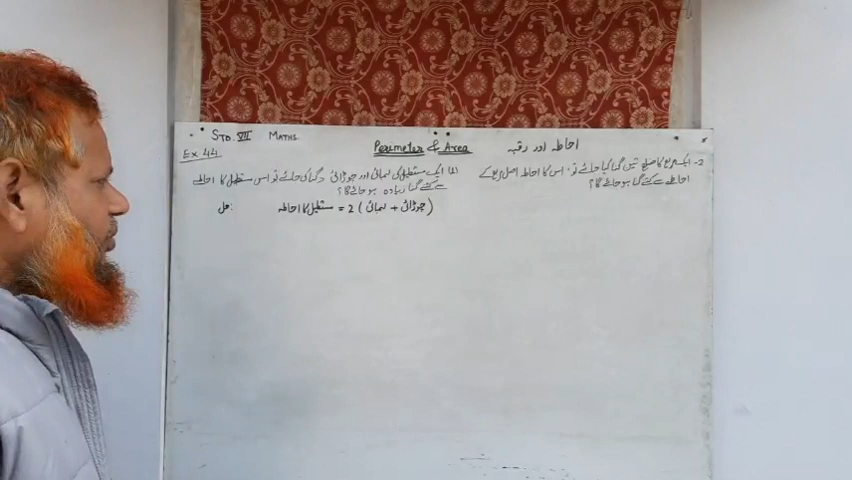 STD. VII MATHS.
Perimeter & Area احاطہ اور رقبہ
Ex 44
(1) ایک مستطیل کی لمبائی اور چوڑائی دگنا کی جائے تو اس مستطیل کا احاطہ
سے کتنے گنا زیادہ ہو جائے گا؟
حل:
مستطیل کا احاطہ = 2 ( لمبائی + چوڑائی )
2- ایک مربع کا ضلع تین گنا کیا جائے تو اس کا احاطہ اصل مربع کے
احاطے سے کتنے گنا ہو جائے گا؟